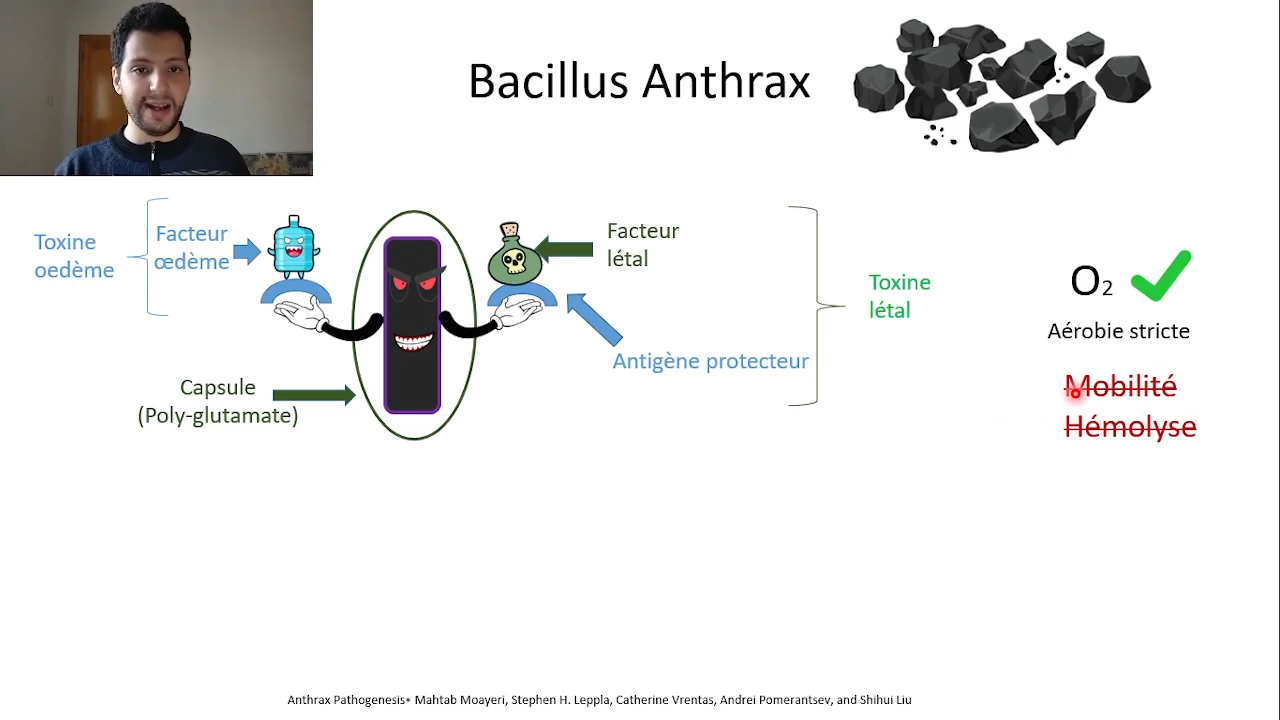 Bacillus Anthrax
Toxine
oedème
Facteur
œdème
Facteur
létal
Antigène protecteur
Capsule
(Poly-glutamate)
Toxine
létal
O₂
Aérobie stricte
Mobilité
Hémolyse
Anthrax Pathogenesis* Mahtab Moayeri, Stephen H. Leppla, Catherine Vrentas, Andrei Pomerantsev, and Shihui Liu